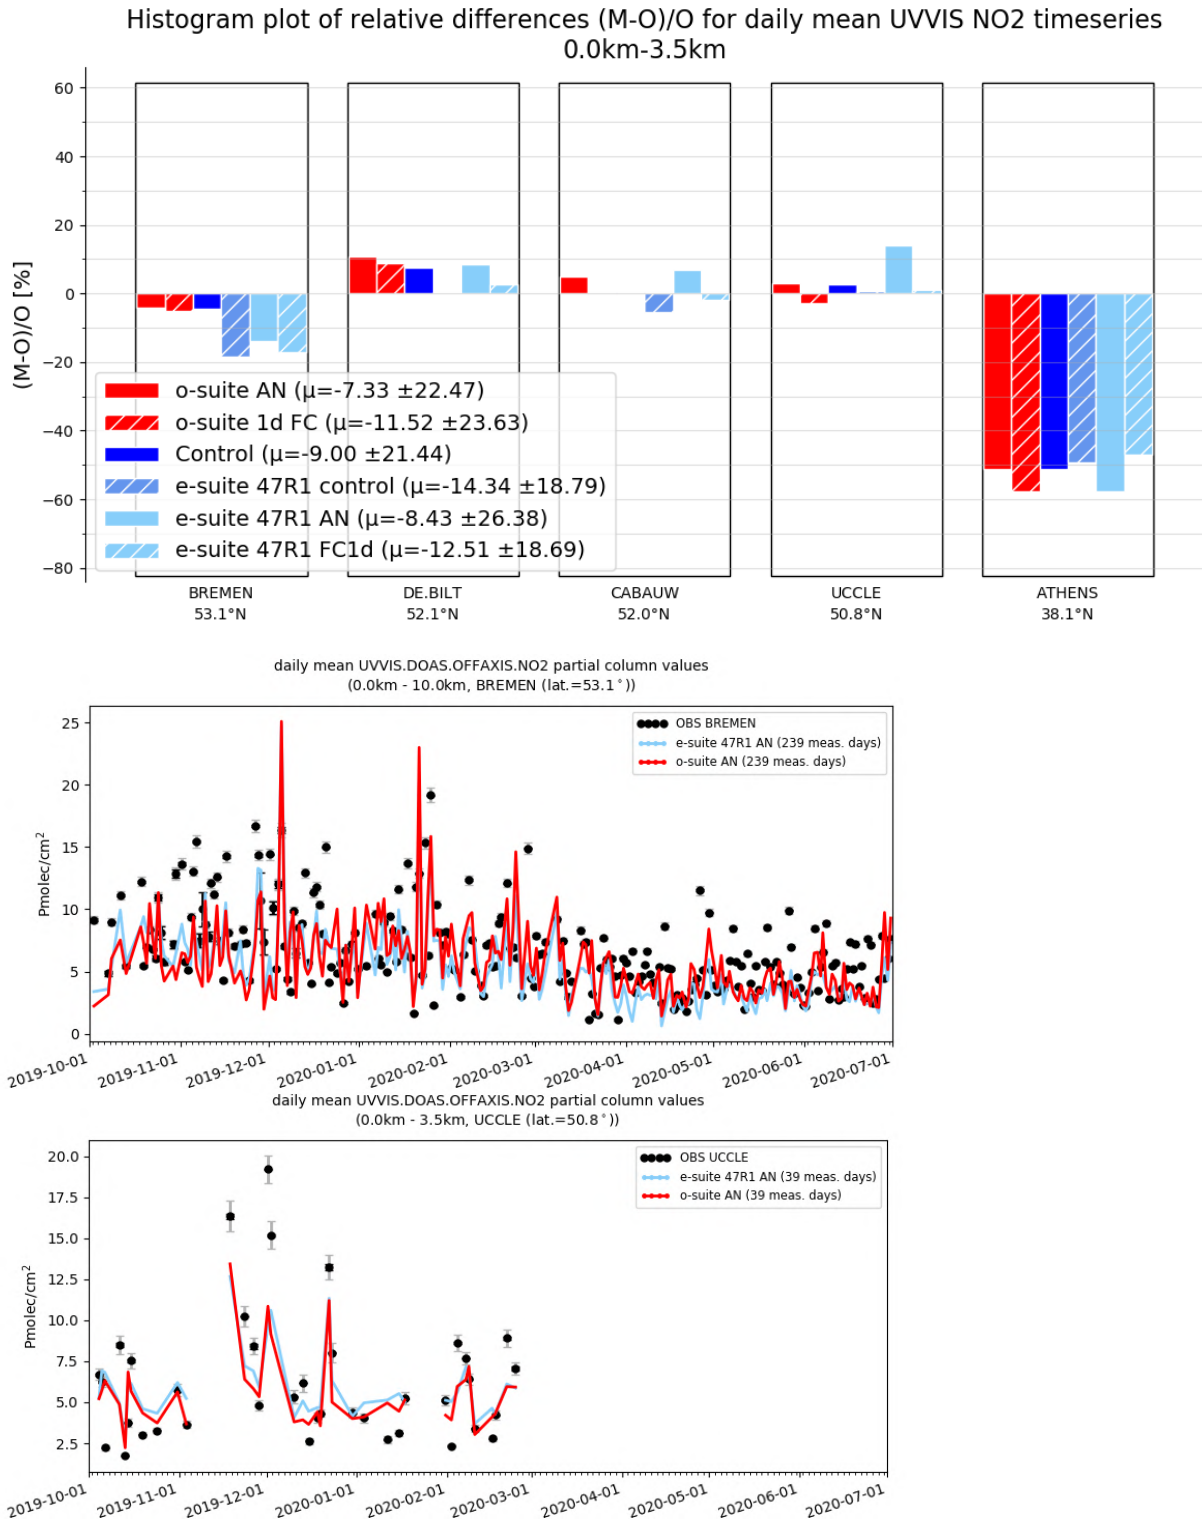 Histogram plot of relative differences (M-O)/O for daily mean UVVIS NO2 timeseries
0.0km-3.5km
(M-O)/O [%]
60
40
20
0
−20
−40
−60
−80
o-suite AN (μ=-7.33 ±22.47)
o-suite 1d FC (μ=-11.52 ±23.63)
Control (μ=-9.00 ±21.44)
e-suite 47R1 control (μ=-14.34 ±18.79)
e-suite 47R1 AN (μ=-8.43 ±26.38)
e-suite 47R1 FC1d (μ=-12.51 ±18.69)
BREMEN DE.BILT CABAUW UCCLE ATHENS
53.1°N 52.1°N 52.0°N 50.8°N 38.1°N
daily mean UVVIS.DOAS.OFFAXIS.NO2 partial column values
(0.0km - 10.0km, BREMEN (lat.=53.1°))
Pmolec/cm²
25
20
15
10
5
0
OBS BREMEN
e-suite 47R1 AN (239 meas. days)
o-suite AN (239 meas. days)
2019-10-01 2019-11-01 2019-12-01 2020-01-01 2020-02-01 2020-03-01 2020-04-01 2020-05-01 2020-06-01 2020-07-01
daily mean UVVIS.DOAS.OFFAXIS.NO2 partial column values
(0.0km - 3.5km, UCCLE (lat.=50.8°))
Pmolec/cm²
20.0
17.5
15.0
12.5
10.0
7.5
5.0
2.5
OBS UCCLE
e-suite 47R1 AN (39 meas. days)
o-suite AN (39 meas. days)
2019-10-01 2019-11-01 2019-12-01 2020-01-01 2020-02-01 2020-03-01 2020-04-01 2020-05-01 2020-06-01 2020-07-01